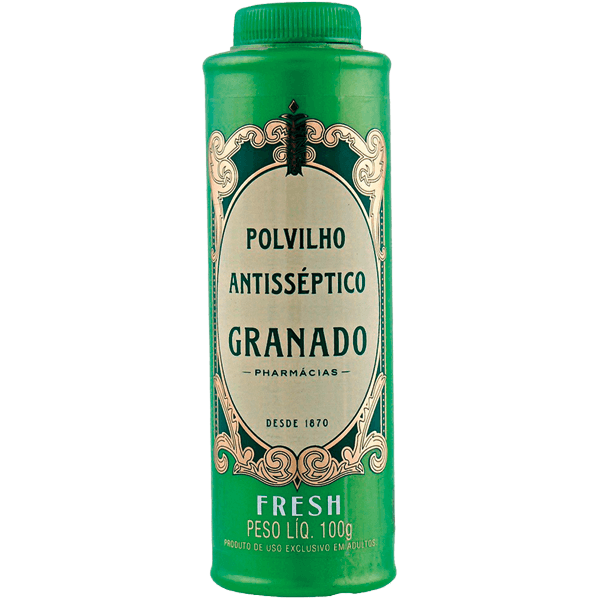 POLVILHO
ANTISSÉPTICO
GRANADO
PHARMÁCIAS
DESDE 1870
FRESH
PESO LÍQ. 100g
PRODUTO DE USO EXCLUSIVO EM ADULTOS